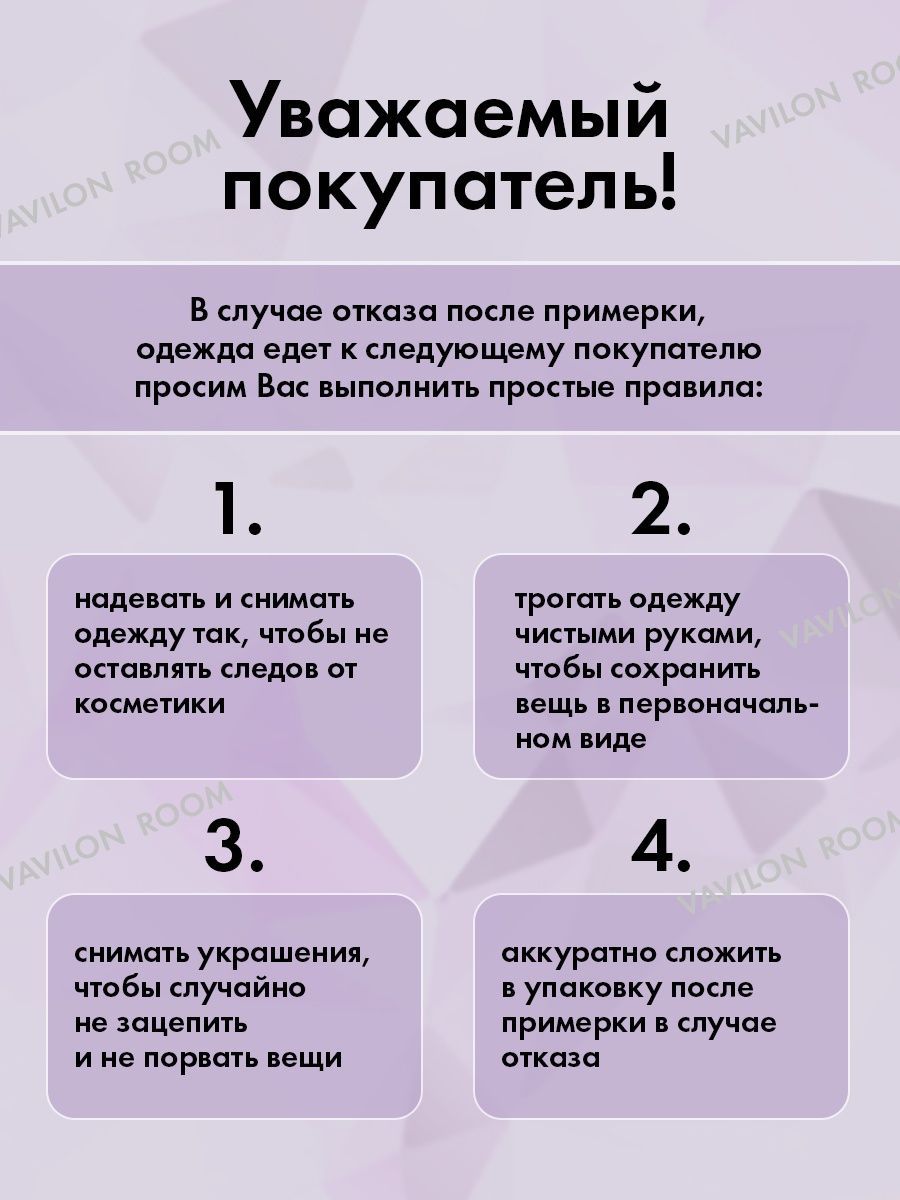 Уважаемый
покупатель!
VAVILON ROOM
VAVILON ROO
В случае отказа после примерки,
одежда едет к следующему покупателю
просим Вас выполнить простые правила:
1.
надевать и снимать
одежду так, чтобы не
оставлять следов от
косметики
2.
трогать одежду
чистыми руками,
чтобы сохранить
вещь в первоначаль-
ном виде
VAVILON
3.
снимать украшения,
чтобы случайно
не зацепить
и не порвать вещи
VAVILON ROOM
4.
аккуратно сложить
в упаковку после
примерки в случае
отказа
VAVILON ROOM